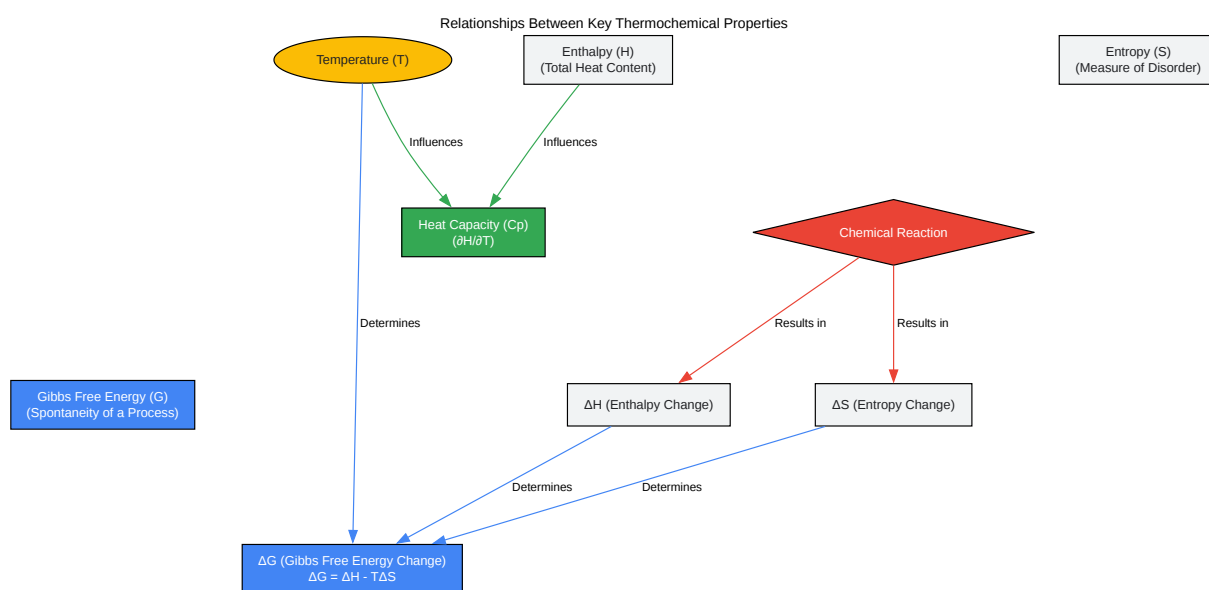 Relationships Between Key Thermochemical Properties
Temperature (T)
Enthalpy (H)
(Total Heat Content)
Entropy (S)
(Measure of Disorder)
Influences
Influences
Heat Capacity (Cp)
(∂H/∂T)
Chemical Reaction
Determines
Results in
Results in
Gibbs Free Energy (G)
(Spontaneity of a Process)
ΔH (Enthalpy Change)
ΔS (Entropy Change)
Determines
Determines
ΔG (Gibbs Free Energy Change)
ΔG = ΔH - TΔS